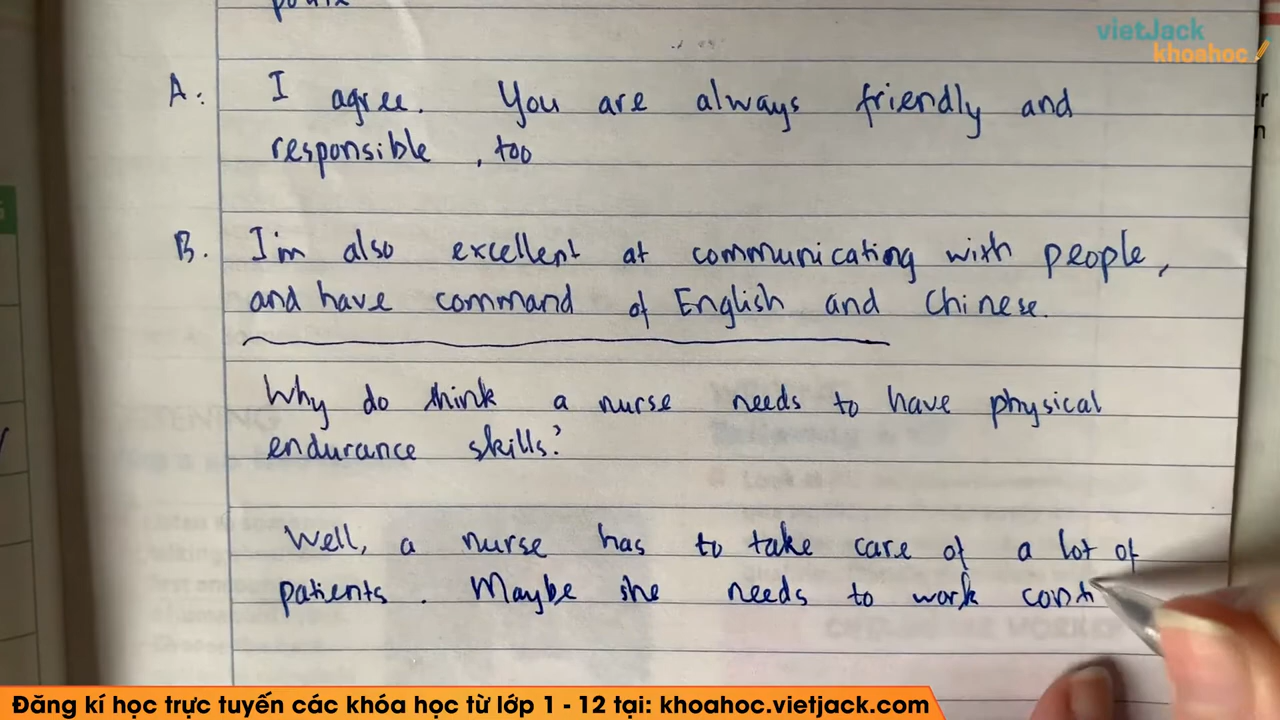 vietJack
khoahoc
A: I agree. You are always friendly and
responsible, too
B. I'm also excellent at communicating with people,
and have command of English and Chinese.
Why do think a nurse needs to have physical
endurance skills?
Well, a nurse has to take care of a lot of
patients. Maybe she needs to work conti
Đăng kí học trực tuyến các khóa học từ lớp 1 - 12 tại: khoahoc.vietjack.com